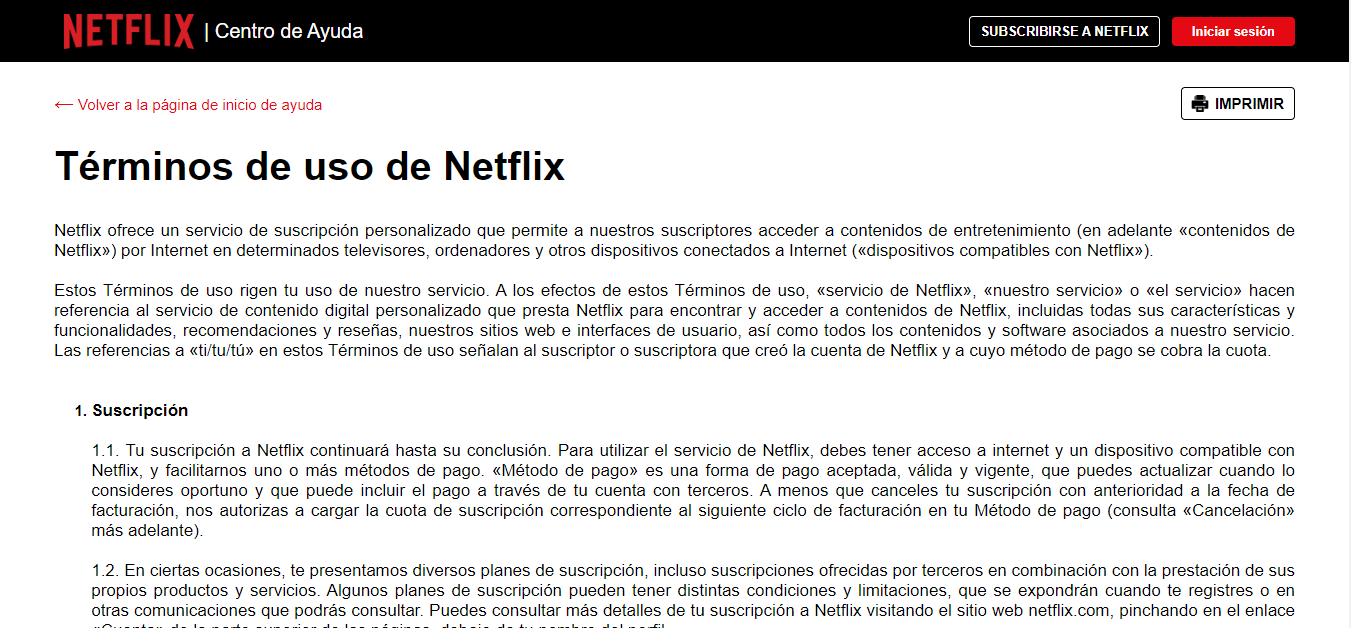 NETFLIX | Centro de Ayuda
SUBSCRIBIRSE A NETFLIX
Iniciar sesión
← Volver a la página de inicio de ayuda
IMPRIMIR
Términos de uso de Netflix
Netflix ofrece un servicio de suscripción personalizado que permite a nuestros suscriptores acceder a contenidos de entretenimiento (en adelante «contenidos de
Netflix») por Internet en determinados televisores, ordenadores y otros dispositivos conectados a Internet («dispositivos compatibles con Netflix»).
Estos Términos de uso rigen tu uso de nuestro servicio. A los efectos de estos Términos de uso, «servicio de Netflix», «nuestro servicio» o «el servicio» hacen
referencia al servicio de contenido digital personalizado que presta Netflix para encontrar y acceder a contenidos de Netflix, incluidas todas sus características y
funcionalidades, recomendaciones y reseñas, nuestros sitios web e interfaces de usuario, así como todos los contenidos y software asociados a nuestro servicio.
Las referencias a «ti/tu/tú» en estos Términos de uso señalan al suscriptor o suscriptora que creó la cuenta de Netflix y a cuyo método de pago se cobra la cuota.
1. Suscripción
1.1. Tu suscripción a Netflix continuará hasta su conclusión. Para utilizar el servicio de Netflix, debes tener acceso a internet y un dispositivo compatible con
Netflix, y facilitarnos uno o más métodos de pago. «Método de pago» es una forma de pago aceptada, válida y vigente, que puedes actualizar cuando lo
consideres oportuno y que puede incluir el pago a través de tu cuenta con terceros. A menos que canceles tu suscripción con anterioridad a la fecha de
facturación, nos autorizas a cargar la cuota de suscripción correspondiente al siguiente ciclo de facturación en tu Método de pago (consulta «Cancelación»
más adelante).
1.2. En ciertas ocasiones, te presentamos diversos planes de suscripción, incluso suscripciones ofrecidas por terceros en combinación con la prestación de sus
propios productos y servicios. Algunos planes de suscripción pueden tener distintas condiciones y limitaciones, que se expondrán cuando te registres o en
otras comunicaciones que podrás consultar. Puedes consultar más detalles de tu suscripción a Netflix visitando el sitio web netflix.com, pinchando en el enlace